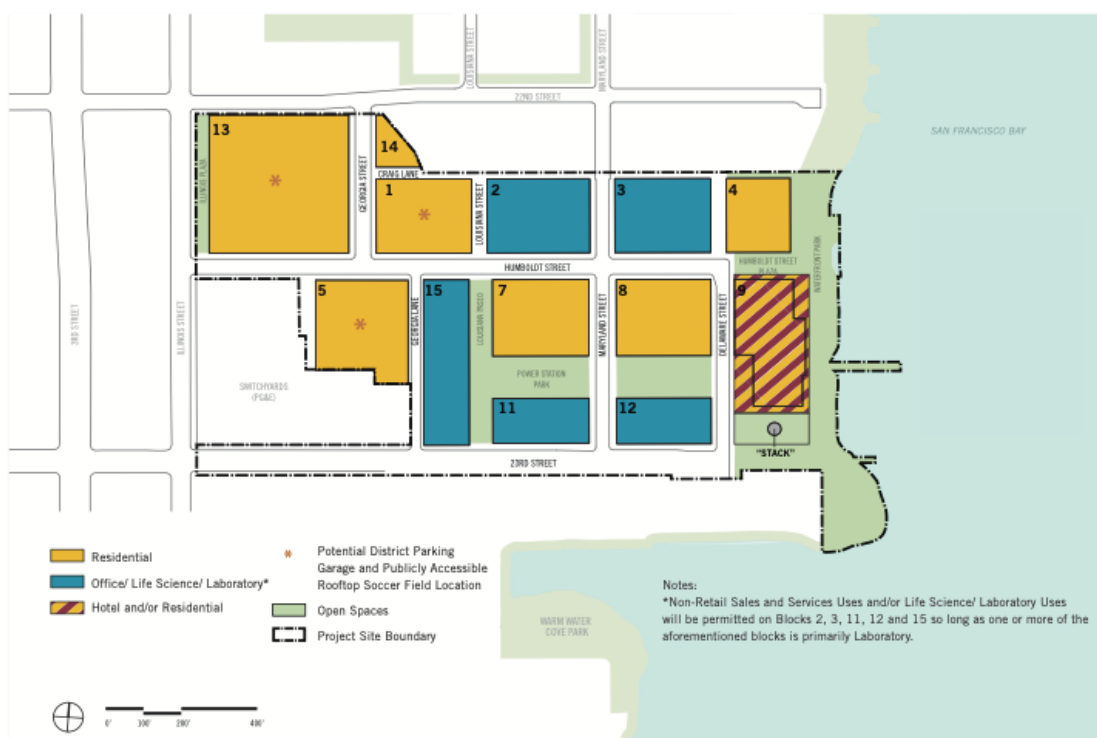 LOUISIANA STREET
MARYLAND STREET
22ND STREET
SAN FRANCISCO BAY
13
14
CRAIG LANE
ILLINOIS PLAZA
GEORGIA STREET
1
LOUISIANA STREET
2
3
4
HUMBOLDT STREET
HUMBOLDT STREET
PLAZA
WATERFRONT PARK
3RD STREET
ILLINOIS STREET
5
GEORGIA LANE
15
LOUISIANA PASEO
7
MARYLAND STREET
8
DELAWARE STREET
9
SWITCHYARDS
(PG&E)
POWER STATION
PARK
11
12
"STACK"
23RD STREET
Residential
Office/ Life Science/ Laboratory*
Hotel and/or Residential
Potential District Parking
Garage and Publicly Accessible
Rooftop Soccer Field Location
Open Spaces
Project Site Boundary
WARM WATER
COVE PARK
Notes:
*Non-Retail Sales and Services Uses and/or Life Science/ Laboratory Uses
will be permitted on Blocks 2, 3, 11, 12 and 15 so long as one or more of the
aforementioned blocks is primarily Laboratory.
0' 100' 200' 400'